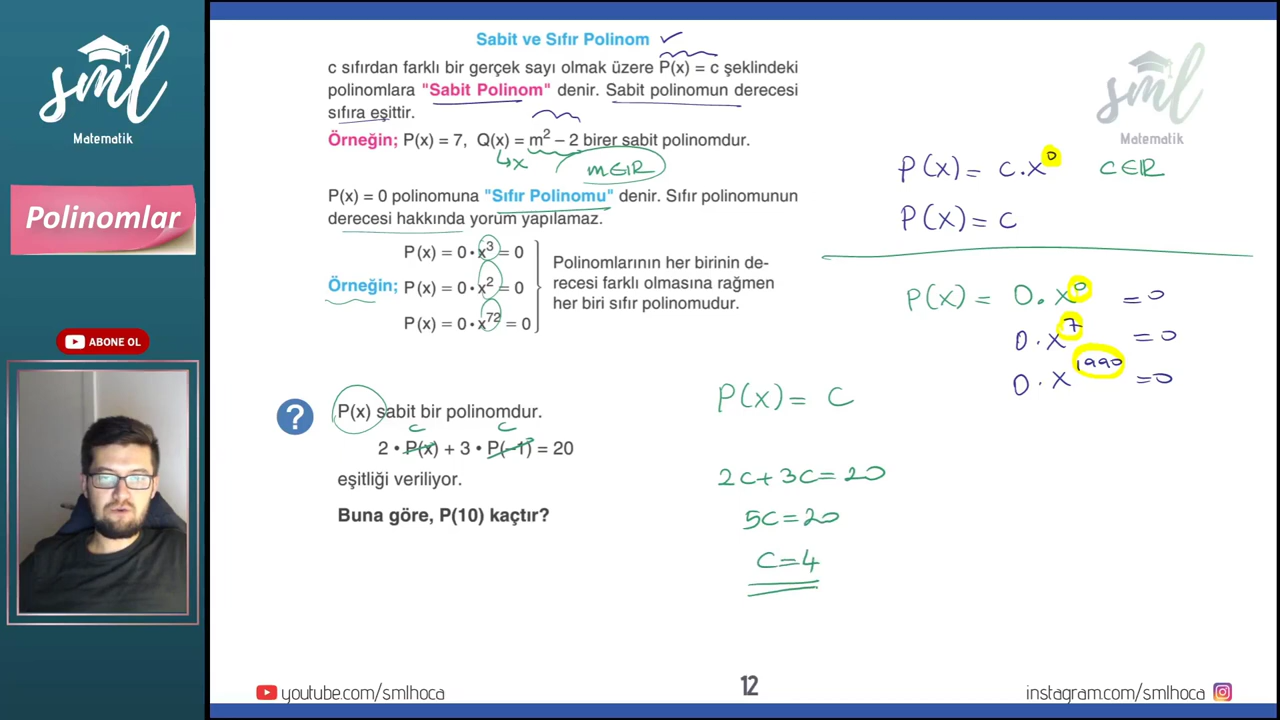 sml
Matematik
Polinomlar
ABONE OL
Sabit ve Sıfır Polinom ✓
c sıfırdan farklı bir gerçek sayı olmak üzere P(x) = c şeklindeki
polinomlara "Sabit Polinom" denir. Sabit polinomun derecesi
sıfıra eşittir.
Örneğin; P(x) = 7, Q(x) = m² – 2 birer sabit polinomdur.
↳x m∈IR
P(x) = 0 polinomuna "Sıfır Polinomu" denir. Sıfır polinomunun
derecesi hakkında yorum yapılamaz.
P(x) = 0·x³ = 0
Örneğin; P(x) = 0·x² = 0
P(x) = 0·x⁷² = 0
Polinomlarının her birinin de-
recesi farklı olmasına rağmen
her biri sıfır polinomudur.
?
P(x) sabit bir polinomdur.
c c
2 · P(x) + 3 · P(–1) = 20
eşitliği veriliyor.
Buna göre, P(10) kaçtır?
P(x) = C
2c+3c=20
5c=20
c=4
sml
Matematik
P(x) = c.x⁰ c∈IR
P(x) = c
P(x) = 0.x⁰ =0
0.x⁷ =0
0.x¹⁹⁹⁰ =0
youtube.com/smlhoca
12
instagram.com/smlhoca